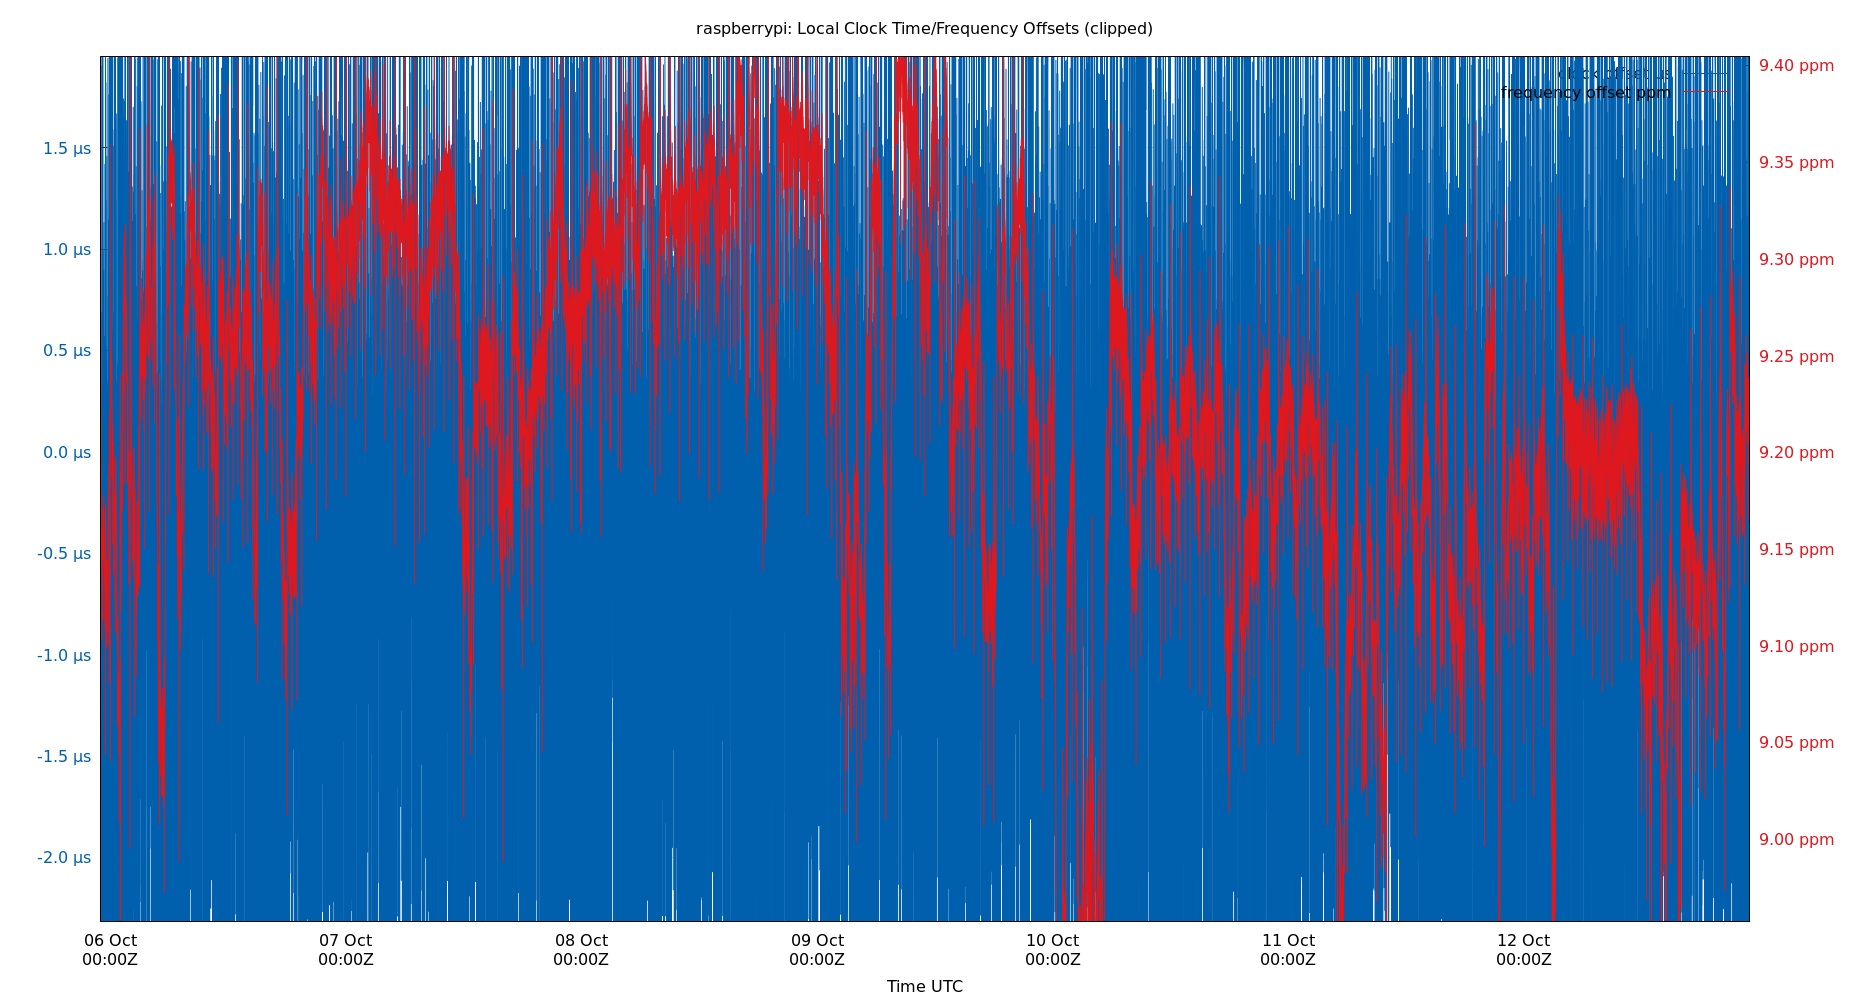 raspberrypi: Local Clock Time/Frequency Offsets (clipped)
clock offset µs
frequency offset ppm
1.5 µs
1.0 µs
0.5 µs
0.0 µs
-0.5 µs
-1.0 µs
-1.5 µs
-2.0 µs
9.40 ppm
9.35 ppm
9.30 ppm
9.25 ppm
9.20 ppm
9.15 ppm
9.10 ppm
9.05 ppm
9.00 ppm
06 Oct
00:00Z
07 Oct
00:00Z
08 Oct
00:00Z
09 Oct
00:00Z
10 Oct
00:00Z
11 Oct
00:00Z
12 Oct
00:00Z
Time UTC